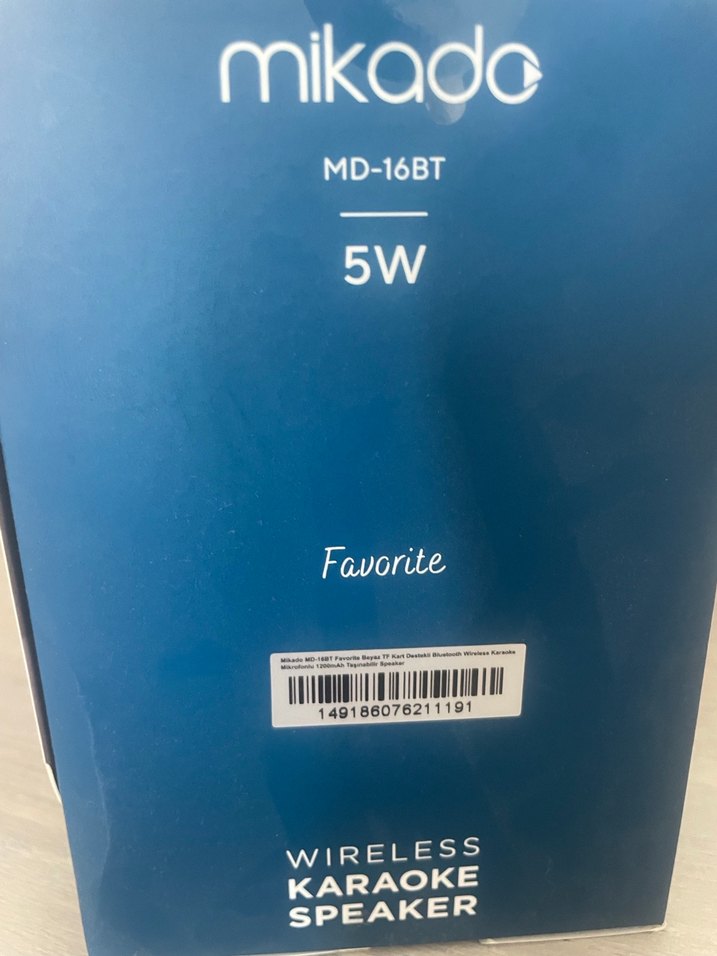 mikado
MD-16BT
5W
Favorite
Mikado MD-16BT Favorite Beyaz TF Kart Destekli Bluetooth Wireless Karaoke
Mikrofonlu 1200mAh Taşınabilir Speaker
149186076211191
WIRELESS
KARAOKE
SPEAKER